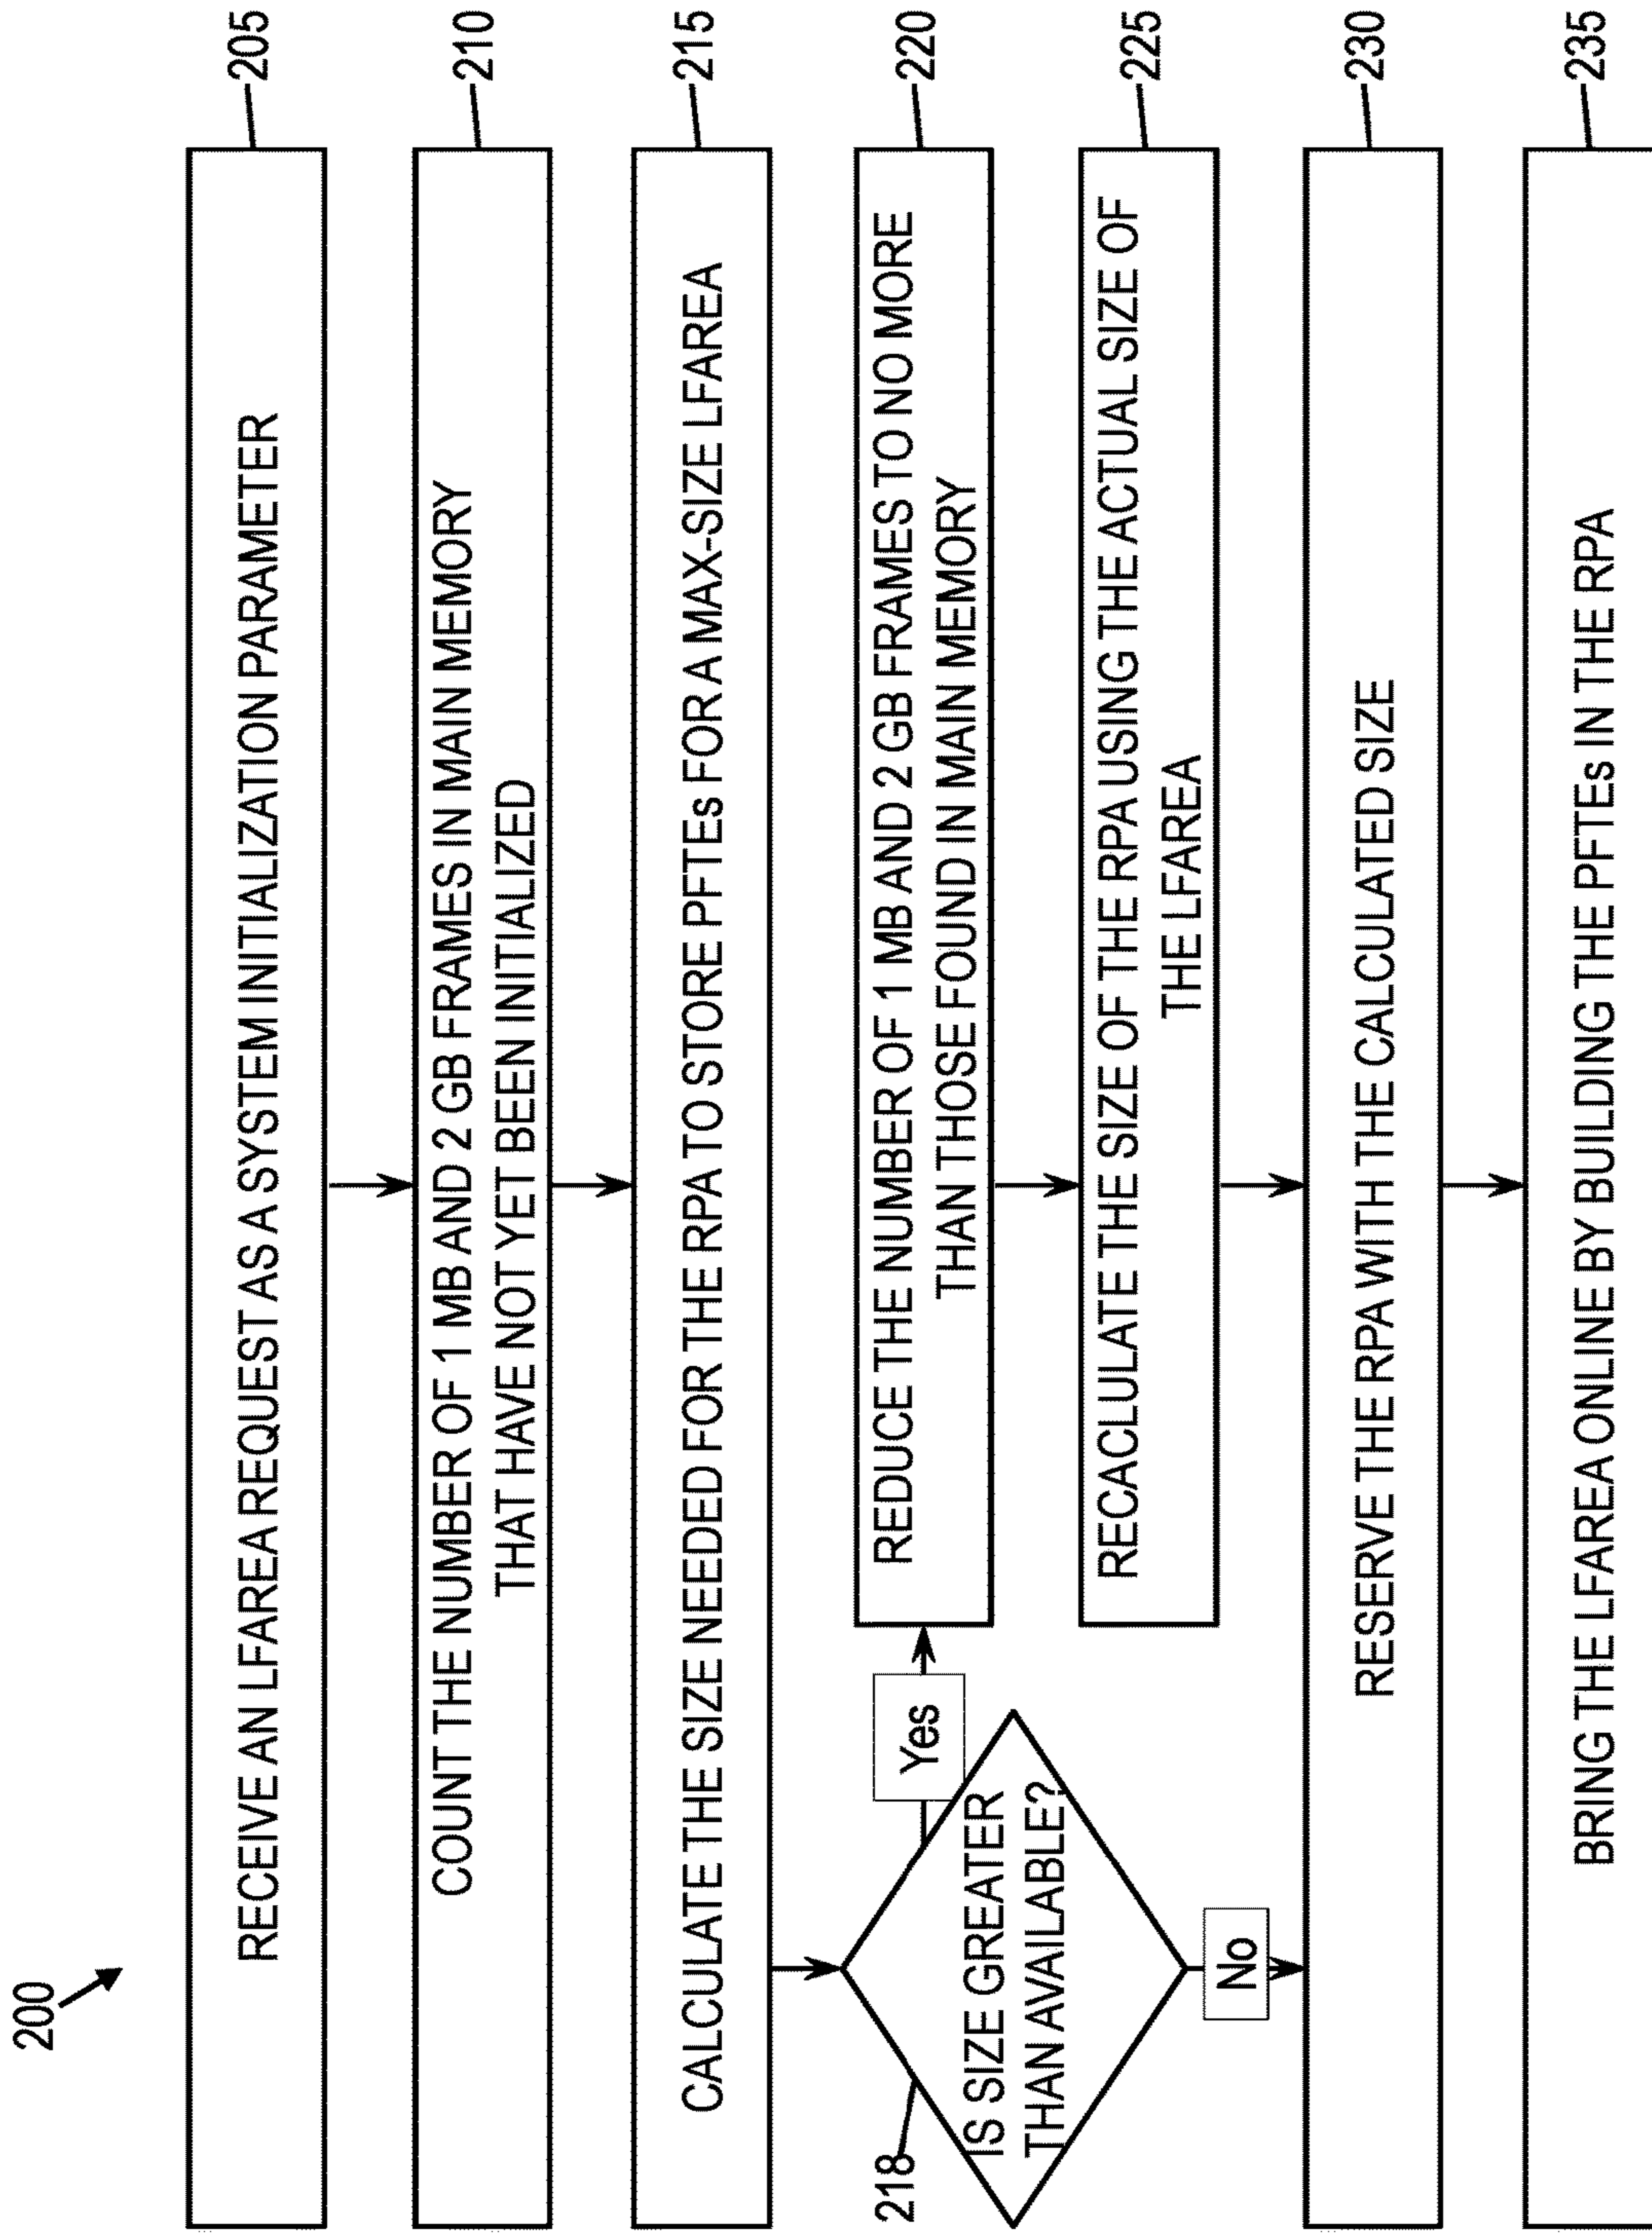 200
RECEIVE AN LFAREA REQUEST AS A SYSTEM INITIALIZATION PARAMETER
205
COUNT THE NUMBER OF 1 MB AND 2 GB FRAMES IN MAIN MEMORY
THAT HAVE NOT YET BEEN INITIALIZED
210
CALCULATE THE SIZE NEEDED FOR THE RPA TO STORE PFTEs FOR A MAX-SIZE LFAREA
215
218
IS SIZE GREATER
THAN AVAILABLE?
Yes
No
REDUCE THE NUMBER OF 1 MB AND 2 GB FRAMES TO NO MORE
THAN THOSE FOUND IN MAIN MEMORY
220
RECACLULATE THE SIZE OF THE RPA USING THE ACTUAL SIZE OF
THE LFAREA
225
RESERVE THE RPA WITH THE CALCULATED SIZE
230
BRING THE LFAREA ONLINE BY BUILDING THE PFTEs IN THE RPA
235